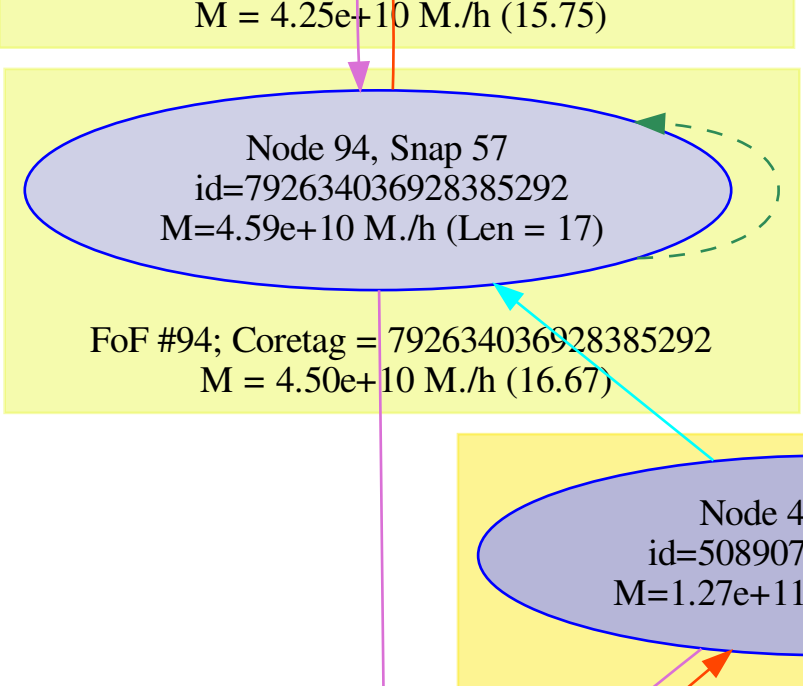 M = 4.25e+10 M./h (15.75)
Node 94, Snap 57
id=792634036928385292
M=4.59e+10 M./h (Len = 17)
FoF #94; Coretag = 792634036928385292
M = 4.50e+10 M./h (16.67)
Node 4
id=508907
M=1.27e+11